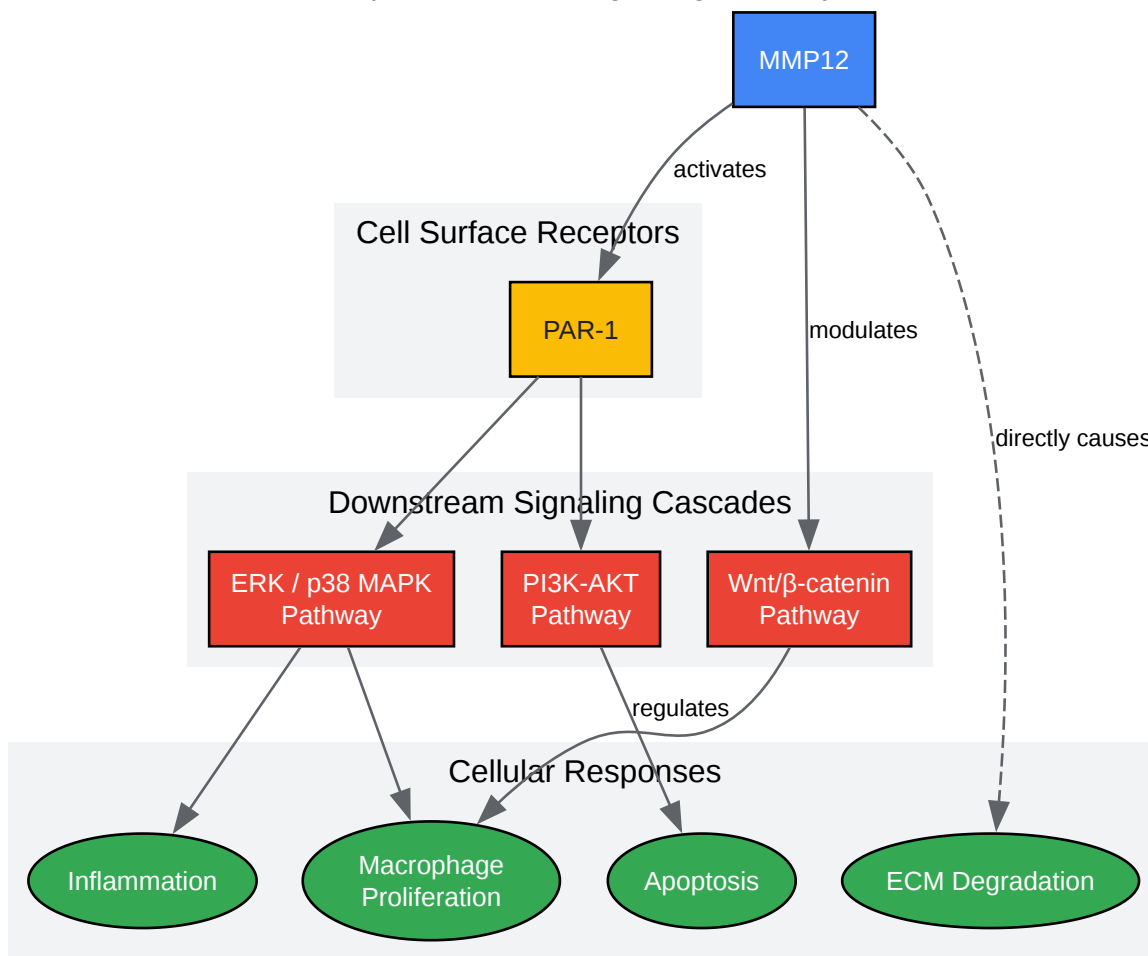 MMP12
activates
Cell Surface Receptors
PAR-1
modulates
directly causes
Downstream Signaling Cascades
ERK / p38 MAPK
Pathway
PI3K-AKT
Pathway
Wnt/β-catenin
Pathway
regulates
Cellular Responses
Inflammation
Macrophage
Proliferation
Apoptosis
ECM Degradation